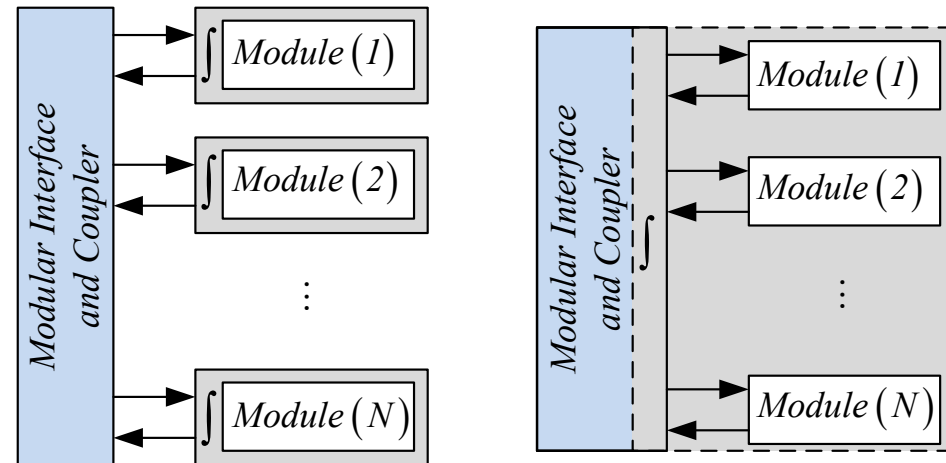 Modular Interface
and Coupler
∫ Module (1)
∫ Module (2)
⋮
∫ Module (N)
Modular Interface
and Coupler
∫
Module (1)
Module (2)
⋮
Module (N)